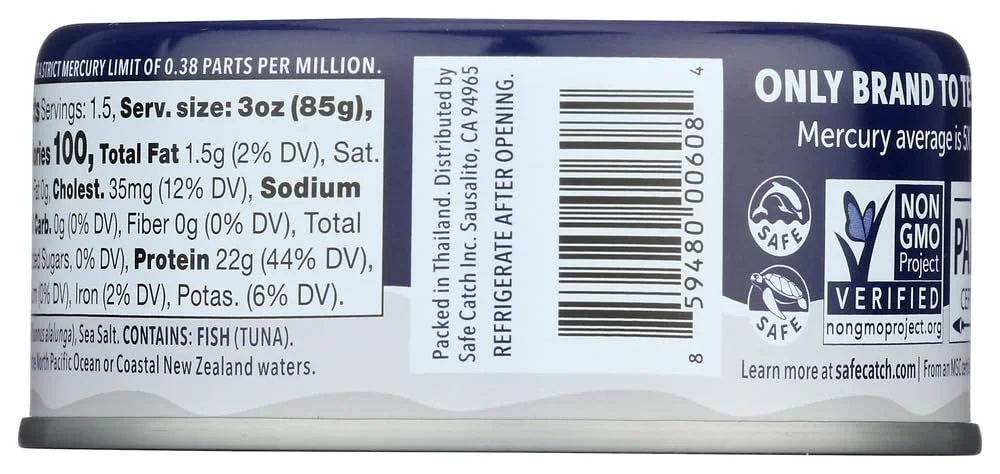 STRICT MERCURY LIMIT OF 0.38 PARTS PER MILLION.
Servings: 1.5, Serv. size: 3oz (85g),
100, Total Fat 1.5g (2% DV), Sat.
Fat 0g, Cholest. 35mg (12% DV), Sodium
Carb. 0g (0% DV), Fiber 0g (0% DV), Total
Sugars, 0% DV), Protein 22g (44% DV),
(0% DV), Iron (2% DV), Potas. (6% DV).
Sea Salt. CONTAINS: FISH (TUNA).
North Pacific Ocean or Coastal New Zealand waters.
Packed in Thailand. Distributed by
Safe Catch Inc. Sausalito, CA 94965
REFRIGERATE AFTER OPENING.
8 59480 00608 4
ONLY BRAND TO
Mercury average is
SAFE
SAFE
NON
GMO
Project
VERIFIED
nongmoproject.org
Learn more at safecatch.com | From an MSC